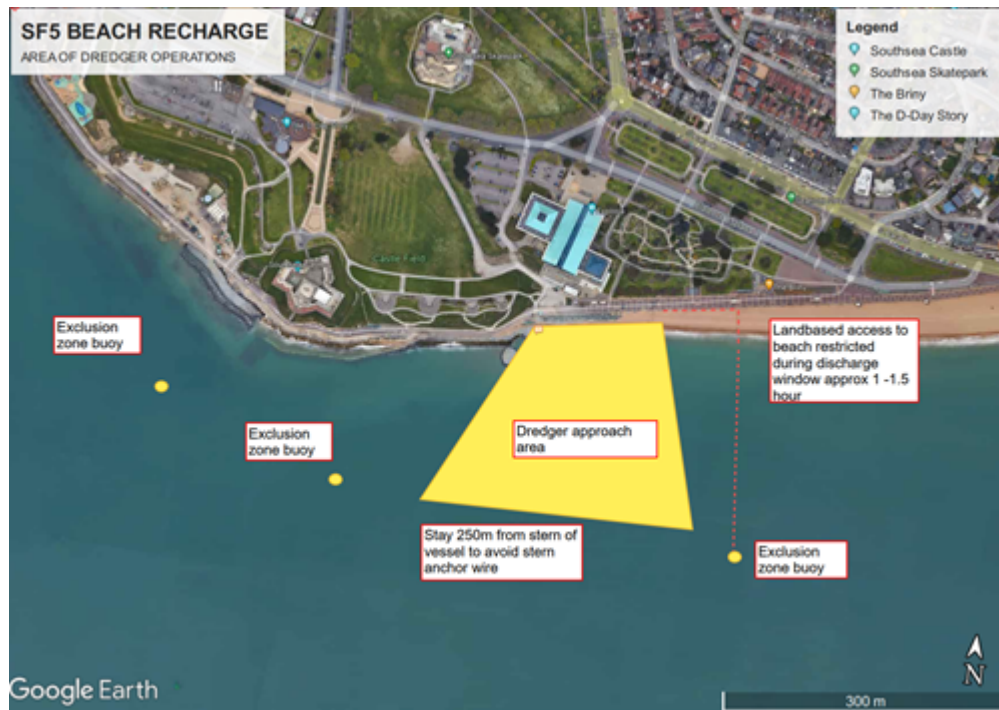 SF5 BEACH RECHARGE
AREA OF DREDGER OPERATIONS
Legend
Southsea Castle
Southsea Skatepark
The Briny
The D-Day Story
Castle Field
Exclusion
zone buoy
Exclusion
zone buoy
Dredger approach
area
Landbased access to
beach restricted
during discharge
window approx 1 -1.5
hour
Stay 250m from stern of
vessel to avoid stern
anchor wire
Exclusion
zone buoy
N
Google Earth
300 m